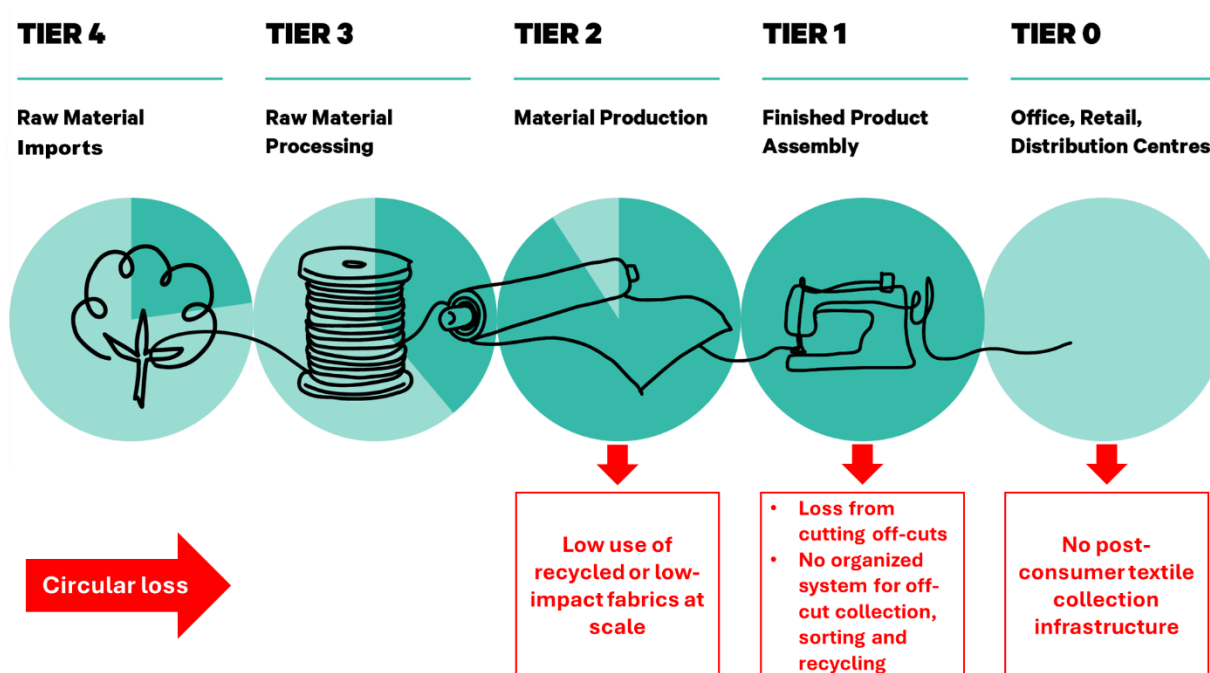 TIER 4
Raw Material
Imports
TIER 3
Raw Material
Processing
TIER 2
Material Production
TIER 1
Finished Product
Assembly
TIER 0
Office, Retail,
Distribution Centres
Circular loss
Low use of
recycled or low-
impact fabrics at
scale
• Loss from
cutting off-cuts
• No organized
system for off-
cut collection,
sorting and
recycling
No post-
consumer textile
collection
infrastructure